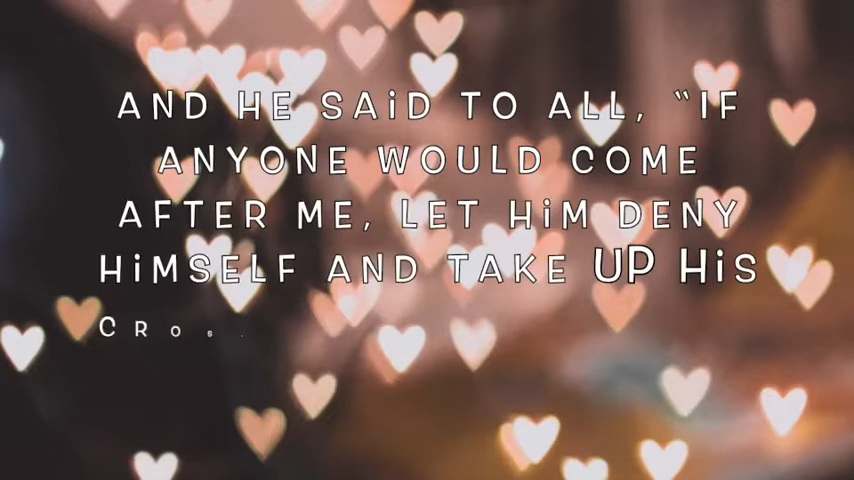 AND HE SAiD TO ALL, “IF
ANYONE WOULD COME
AFTER ME, LET HiM DENY
HiMSELF AND TAKE UP HiS
CRos